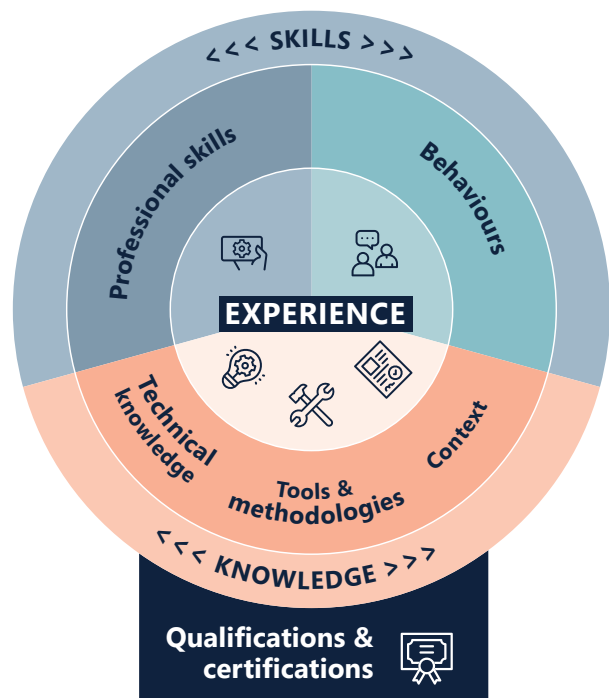 <<< SKILLS >>>
Professional skills
Behaviours
EXPERIENCE
Technical
knowledge
Tools &
methodologies
Context
<<< KNOWLEDGE >>>
Qualifications &
certifications